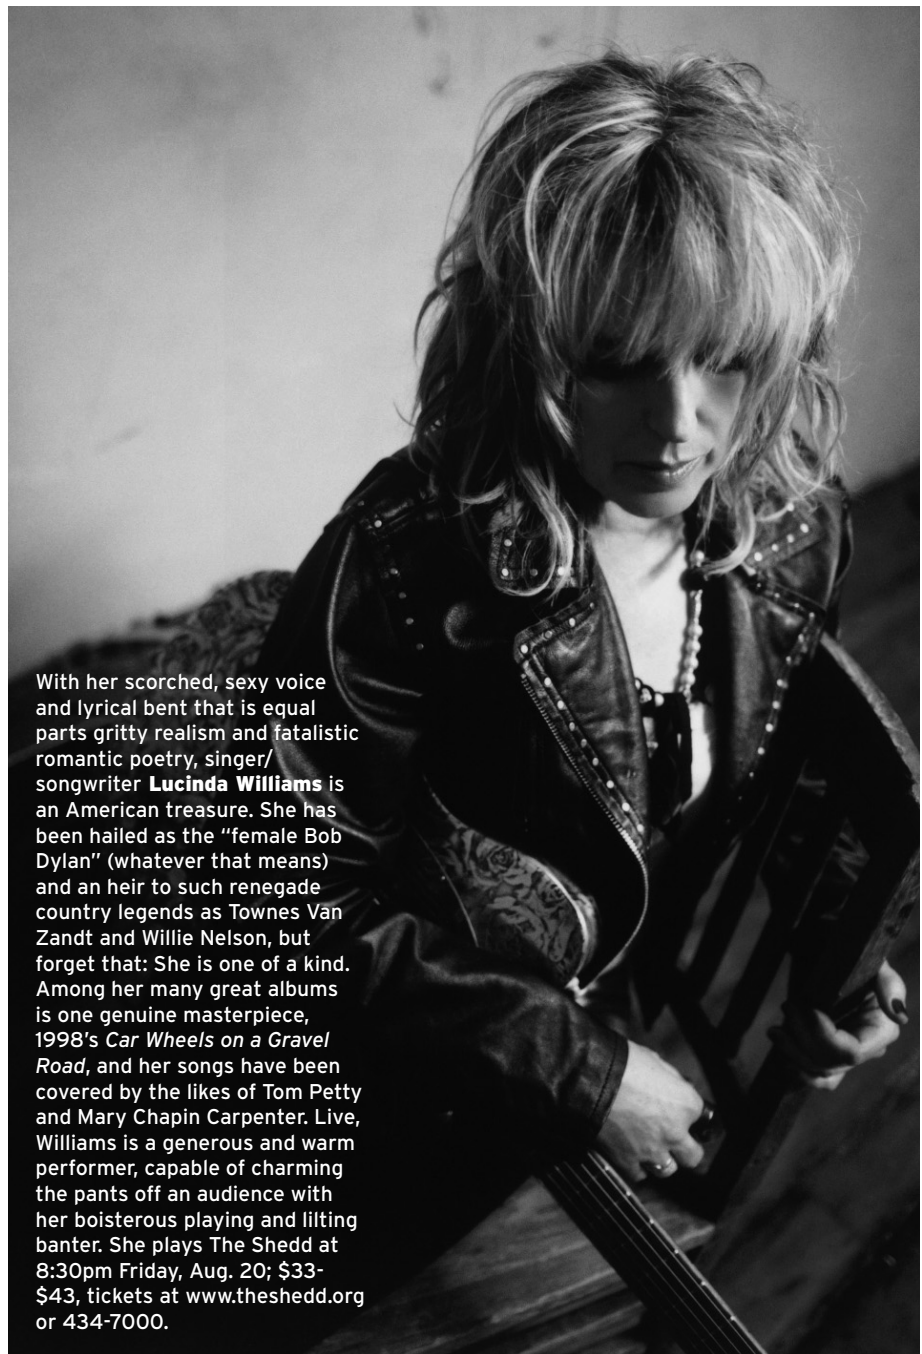 With her scorched, sexy voice
and lyrical bent that is equal
parts gritty realism and fatalistic
romantic poetry, singer/
songwriter Lucinda Williams is
an American treasure. She has
been hailed as the “female Bob
Dylan” (whatever that means)
and an heir to such renegade
country legends as Townes Van
Zandt and Willie Nelson, but
forget that: She is one of a kind.
Among her many great albums
is one genuine masterpiece,
1998’s Car Wheels on a Gravel
Road, and her songs have been
covered by the likes of Tom Petty
and Mary Chapin Carpenter. Live,
Williams is a generous and warm
performer, capable of charming
the pants off an audience with
her boisterous playing and lilting
banter. She plays The Shedd at
8:30pm Friday, Aug. 20; $33-
$43, tickets at www.theshedd.org
or 434-7000.